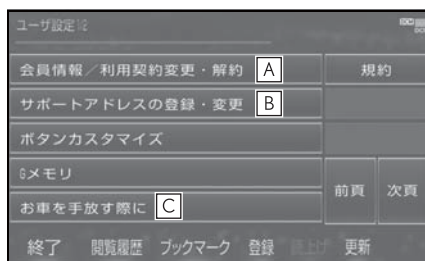 ユーザ設定1/2
会員情報／利用契約変更・解約 A 規約
サポートアドレスの登録・変更 B
ボタンカスタマイズ
Gメモリ
お車を手放す際に C 前頁 次頁
終了 閲覧履歴 ブックマーク 登録 更新